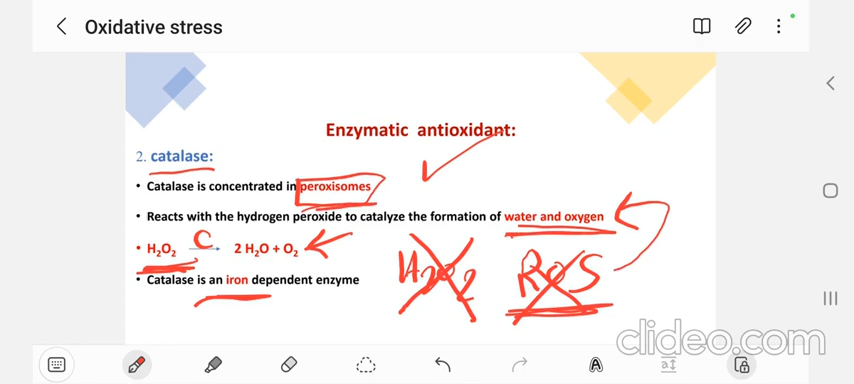 Oxidative stress
Enzymatic antioxidant:
2. catalase:
• Catalase is concentrated in peroxisomes
• Reacts with the hydrogen peroxide to catalyze the formation of water and oxygen
C
• H₂O₂ → 2 H₂O + O₂
H₂O₂ ROS
• Catalase is an iron dependent enzyme
clideo.com
A
a